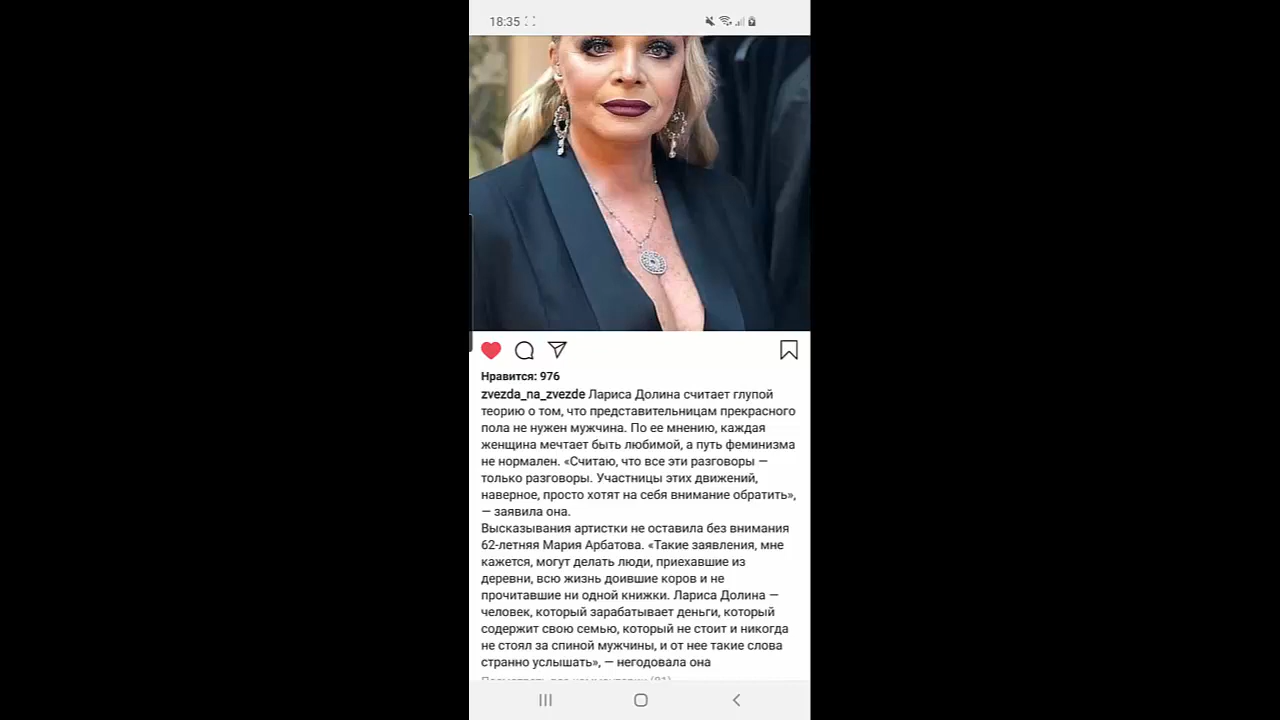 18:35
Нравится: 976
zvezda_na_zvezde Лариса Долина считает глупой
теорию о том, что представительницам прекрасного
пола не нужен мужчина. По ее мнению, каждая
женщина мечтает быть любимой, а путь феминизма
не нормален. «Считаю, что все эти разговоры —
только разговоры. Участницы этих движений,
наверное, просто хотят на себя внимание обратить»,
— заявила она.
Высказывания артистки не оставила без внимания
62-летняя Мария Арбатова. «Такие заявления, мне
кажется, могут делать люди, приехавшие из
деревни, всю жизнь доившие коров и не
прочитавшие ни одной книжки. Лариса Долина —
человек, который зарабатывает деньги, который
содержит свою семью, который не стоит и никогда
не стоял за спиной мужчины, и от нее такие слова
странно услышать», — негодовала она